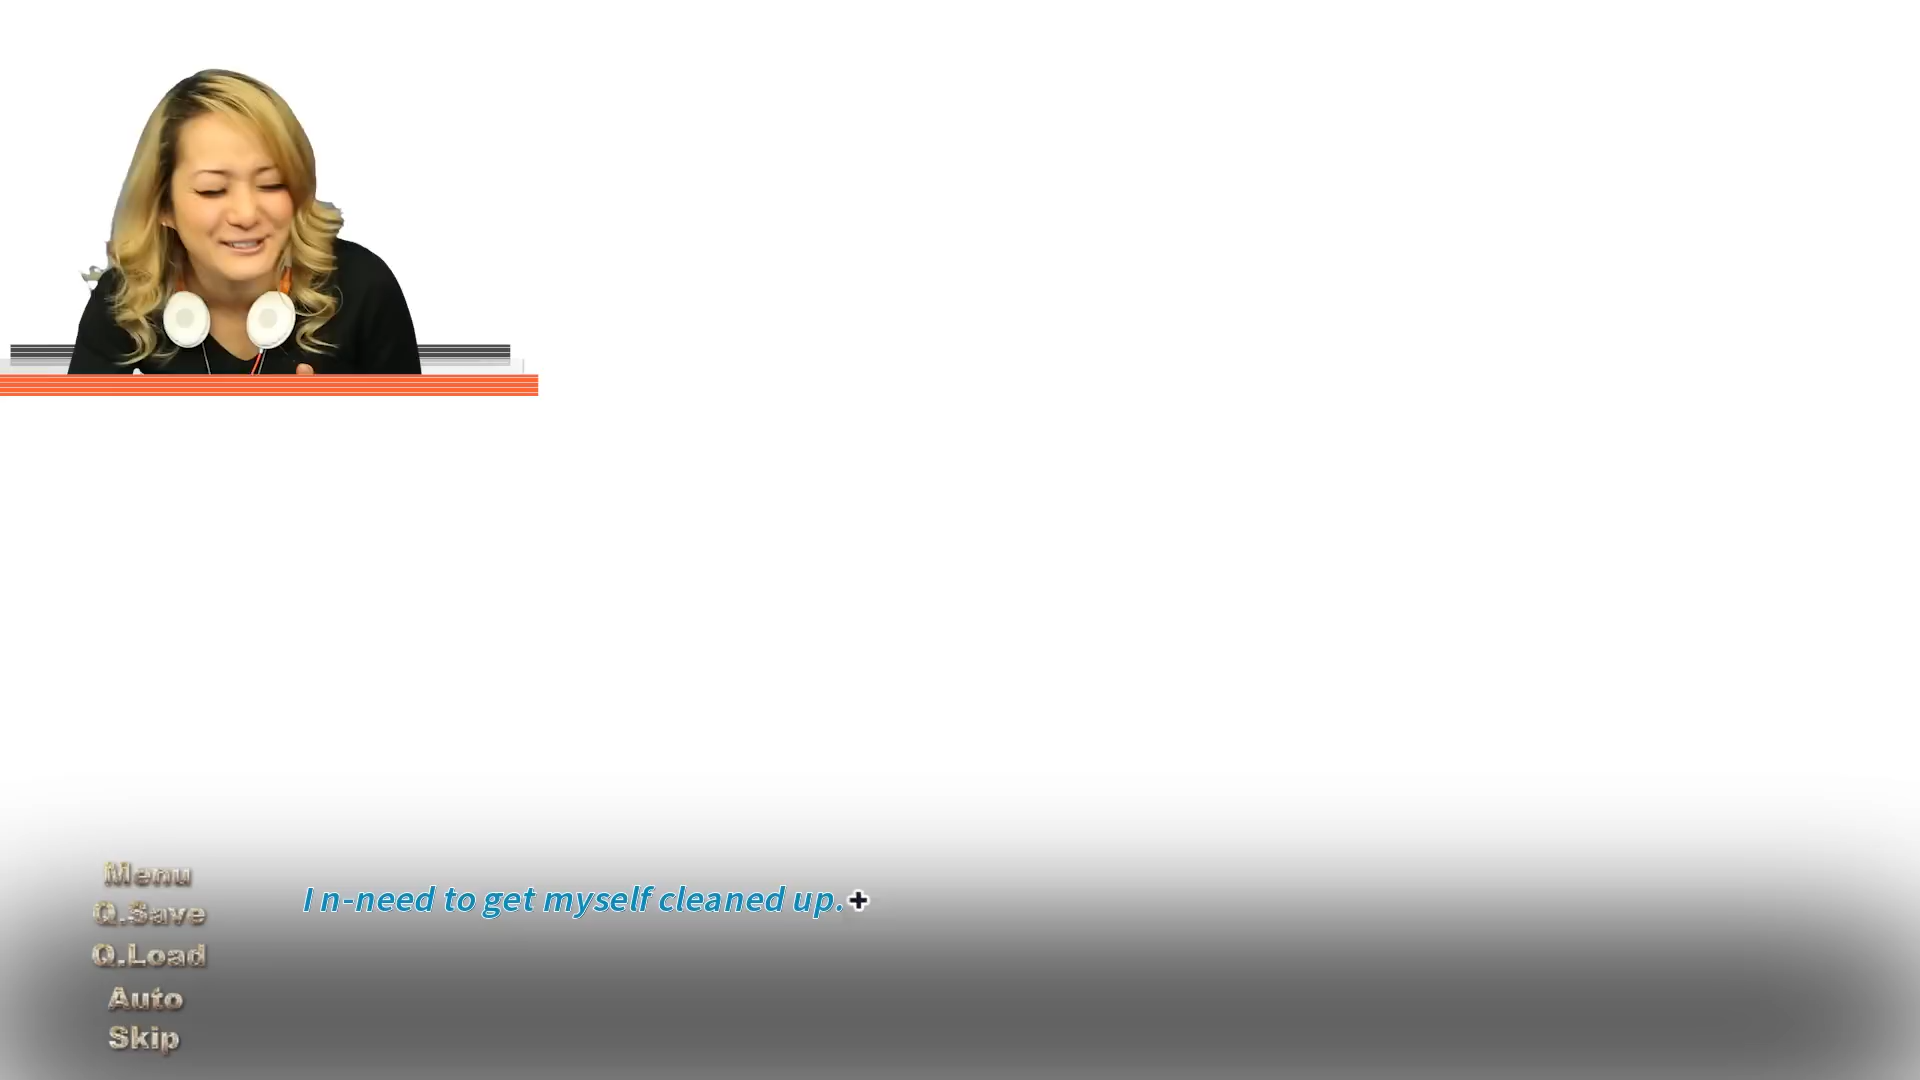 Menu
I n-need to get myself cleaned up.
Q.Save
Q.Load
Auto
Skip